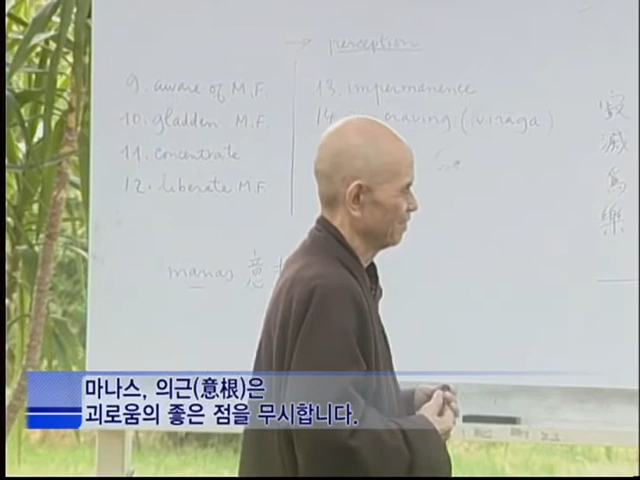 → perception
9. aware of M.F.
10. gladden M.F.
11. concentrate
12. liberate M.F.
13. impermanence
14. craving (viraga)
寂滅為樂
manas 意
마나스, 의근(意根)은
괴로움의 좋은 점을 무시합니다.